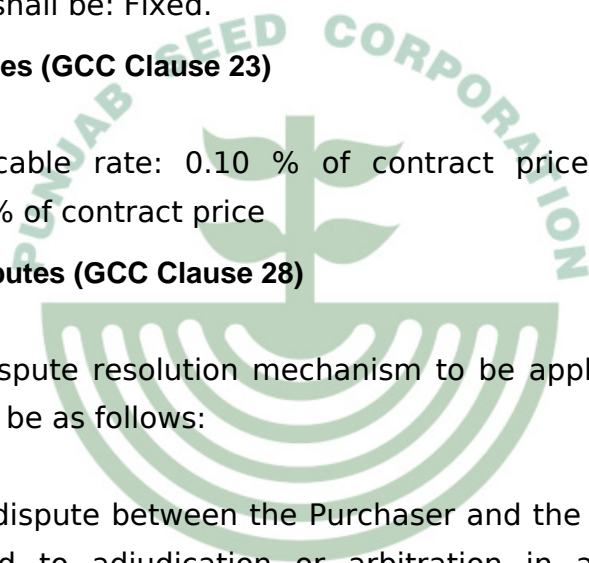 shall be: Fixed.
es (GCC Clause 23)
cable rate: 0.10 % of contract price
% of contract price
putes (GCC Clause 28)
spute resolution mechanism to be appl
be as follows:
dispute between the Purchaser and the
d to adjudication or arbitration in a
PUNJAB SEED CORPORATION